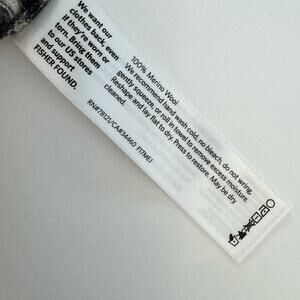 We want our
clothes back, even
if they're worn or
torn. Bring them
to our US stores
and support
FISHER FOUND.
100% Merino Wool
We recommend hand wash cold, no bleach, do not wring,
gently squeeze, or roll in towel to remove excess moisture.
Reshape and lay flat to dry. Press to restore. May be dry
cleaned.
RN#78121/CA#34460 F17MU